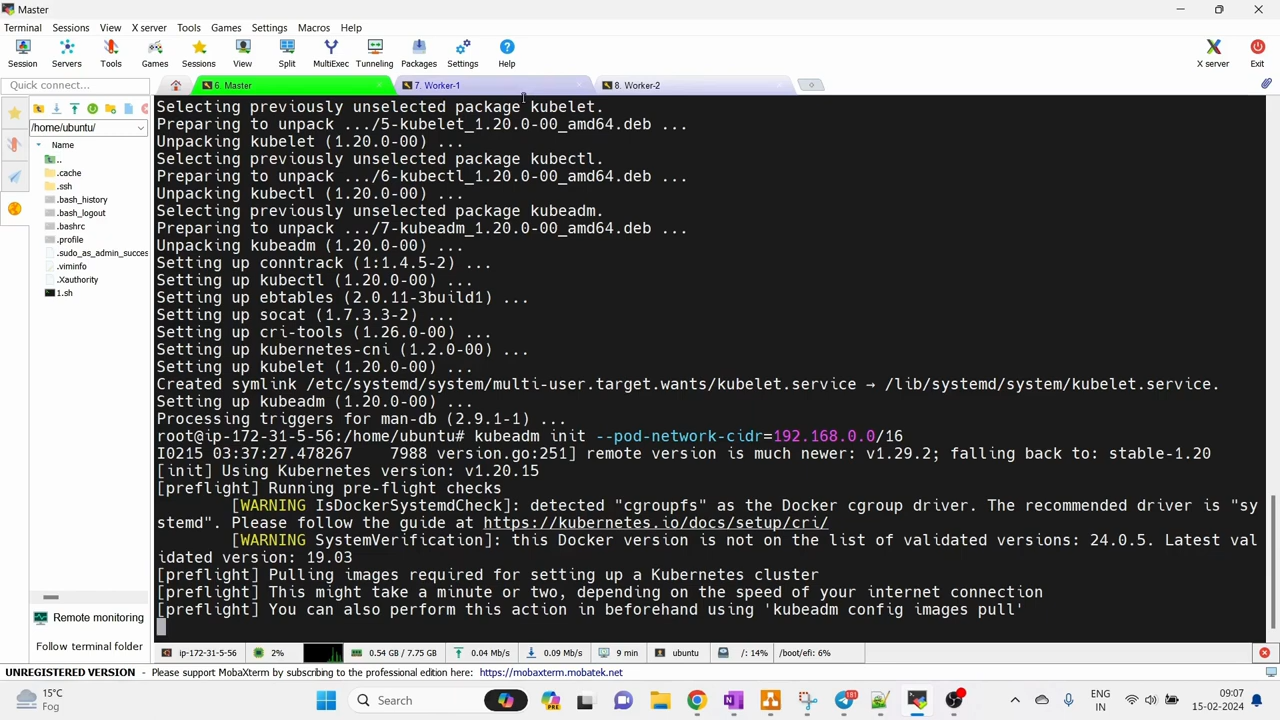 Master
Terminal Sessions View X server Tools Games Settings Macros Help
Session Servers Tools Games Sessions View Split MultiExec Tunneling Packages Settings Help X server Exit
Quick connect...
6. Master
7. Worker-1
8. Worker-2
/home/ubuntu/
Name
..
.cache
.ssh
.bash_history
.bash_logout
.bashrc
.profile
.sudo_as_admin_succes
.viminfo
.Xauthority
1.sh
Remote monitoring
Follow terminal folder
Selecting previously unselected package kubelet.
Preparing to unpack .../5-kubelet_1.20.0-00_amd64.deb ...
Unpacking kubelet (1.20.0-00) ...
Selecting previously unselected package kubectl.
Preparing to unpack .../6-kubectl_1.20.0-00_amd64.deb ...
Unpacking kubectl (1.20.0-00) ...
Selecting previously unselected package kubeadm.
Preparing to unpack .../7-kubeadm_1.20.0-00_amd64.deb ...
Unpacking kubeadm (1.20.0-00) ...
Setting up conntrack (1:1.4.5-2) ...
Setting up kubectl (1.20.0-00) ...
Setting up ebtables (2.0.11-3build1) ...
Setting up socat (1.7.3.3-2) ...
Setting up cri-tools (1.26.0-00) ...
Setting up kubernetes-cni (1.2.0-00) ...
Setting up kubelet (1.20.0-00) ...
Created symlink /etc/systemd/system/multi-user.target.wants/kubelet.service → /lib/systemd/system/kubelet.service.
Setting up kubeadm (1.20.0-00) ...
Processing triggers for man-db (2.9.1-1) ...
root@ip-172-31-5-56:/home/ubuntu# kubeadm init --pod-network-cidr=192.168.0.0/16
I0215 03:37:27.478267    7988 version.go:251] remote version is much newer: v1.29.2; falling back to: stable-1.20
[init] Using Kubernetes version: v1.20.15
[preflight] Running pre-flight checks
[WARNING IsDockerSystemdCheck]: detected "cgroupfs" as the Docker cgroup driver. The recommended driver is "sy
stemd". Please follow the guide at https://kubernetes.io/docs/setup/cri/
[WARNING SystemVerification]: this Docker version is not on the list of validated versions: 24.0.5. Latest val
idated version: 19.03
[preflight] Pulling images required for setting up a Kubernetes cluster
[preflight] This might take a minute or two, depending on the speed of your internet connection
[preflight] You can also perform this action in beforehand using 'kubeadm config images pull'
ip-172-31-5-56 2% 0.54 GB / 7.75 GB 0.04 Mb/s 0.09 Mb/s 9 min ubuntu /: 14% /boot/efi: 6%
UNREGISTERED VERSION - Please support MobaXterm by subscribing to the professional edition here: https://mobaxterm.mobatek.net
15°C
Fog
Search
181
ENG
IN
09:07
15-02-2024